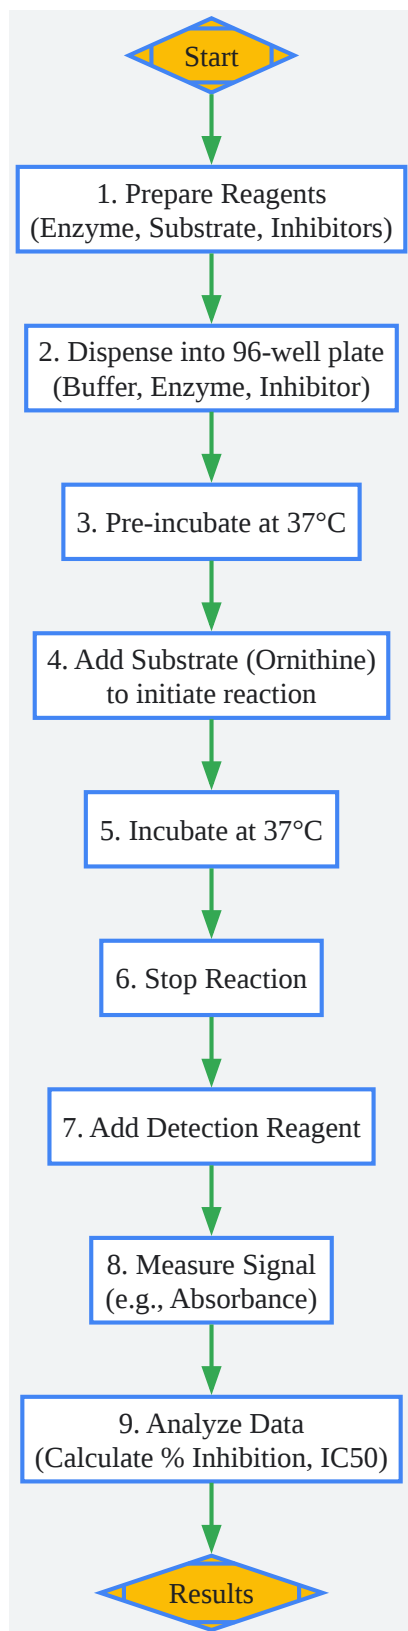 Start
1. Prepare Reagents
(Enzyme, Substrate, Inhibitors)
2. Dispense into 96-well plate
(Buffer, Enzyme, Inhibitor)
3. Pre-incubate at 37°C
4. Add Substrate (Ornithine)
to initiate reaction
5. Incubate at 37°C
6. Stop Reaction
7. Add Detection Reagent
8. Measure Signal
(e.g., Absorbance)
9. Analyze Data
(Calculate % Inhibition, IC50)
Results